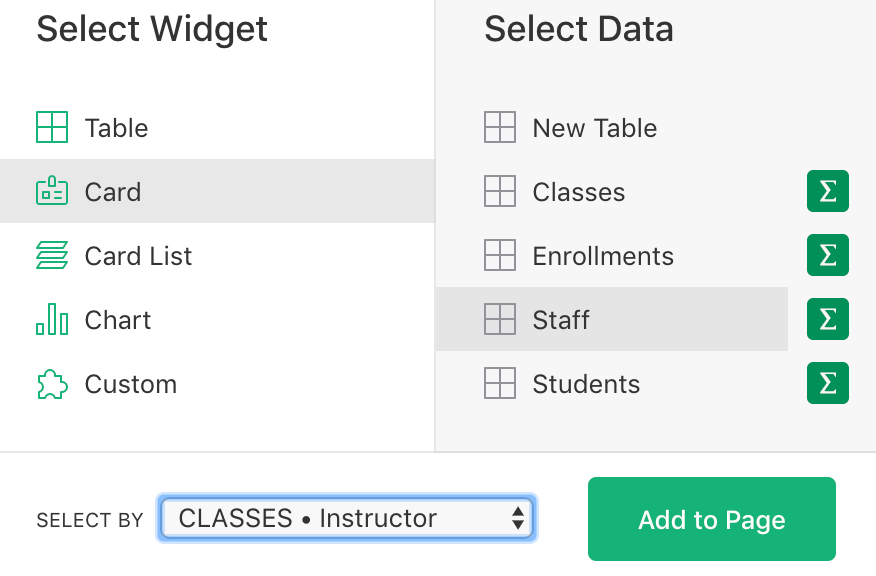 Select Widget
Table
Card
Card List
Chart
Custom
Select Data
New Table
Classes
Σ
Enrollments
Σ
Staff
Σ
Students
Σ
SELECT BY CLASSES • Instructor
Add to Page